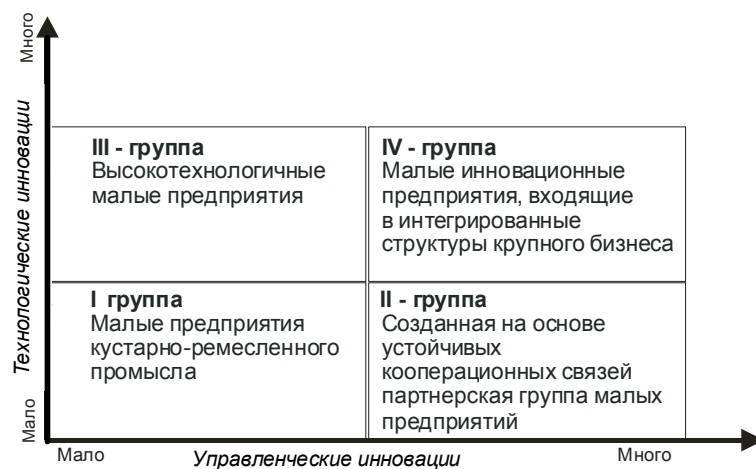 Много
Технологические инновации
Мало
III - группа
Высокотехнологичные
малые предприятия
IV - группа
Малые инновационные
предприятия, входящие
в интегрированные
структуры крупного бизнеса
I группа
Малые предприятия
кустарно-ремесленного
промысла
II - группа
Созданная на основе
устойчивых
кооперационных связей
партнерская группа малых
предприятий
Мало
Управленческие инновации
Много